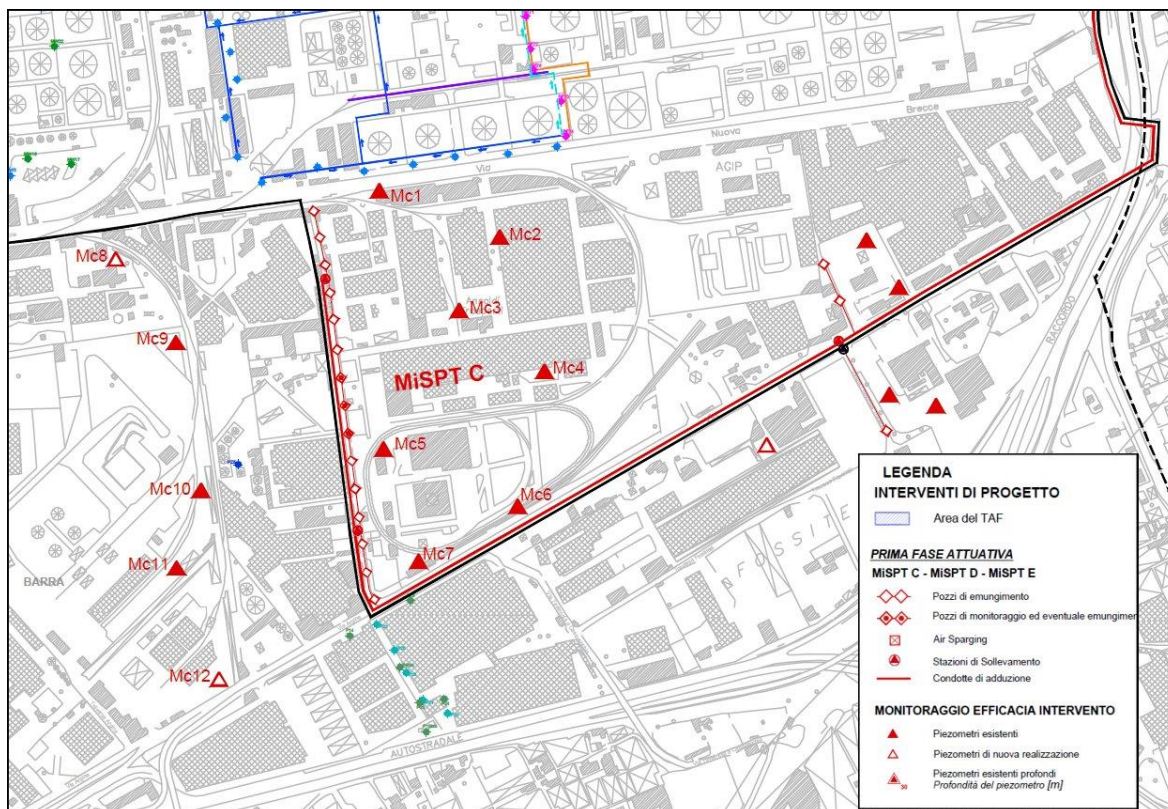 Brecce
Nuova
Via
AGIP
Mc1
Mc2
Mc8
Mc3
Mc9
MiSPT C
Mc4
RACCORDO
Mc5
Mc10
Mc6
Mc7
Mc11
BARRA
FOSSITE
Mc12
AUTOSTRADALE
LEGENDA
INTERVENTI DI PROGETTO
Area del TAF
PRIMA FASE ATTUATIVA
MiSPT C - MiSPT D - MiSPT E
Pozzi di emungimento
Pozzi di monitoraggio ed eventuale emungimen
Air Sparging
Stazioni di Sollevamento
Condotte di adduzione
MONITORAGGIO EFFICACIA INTERVENTO
Piezometri esistenti
Piezometri di nuova realizzazione
Piezometri esistenti profondi
30 Profondità del piezometro [m]